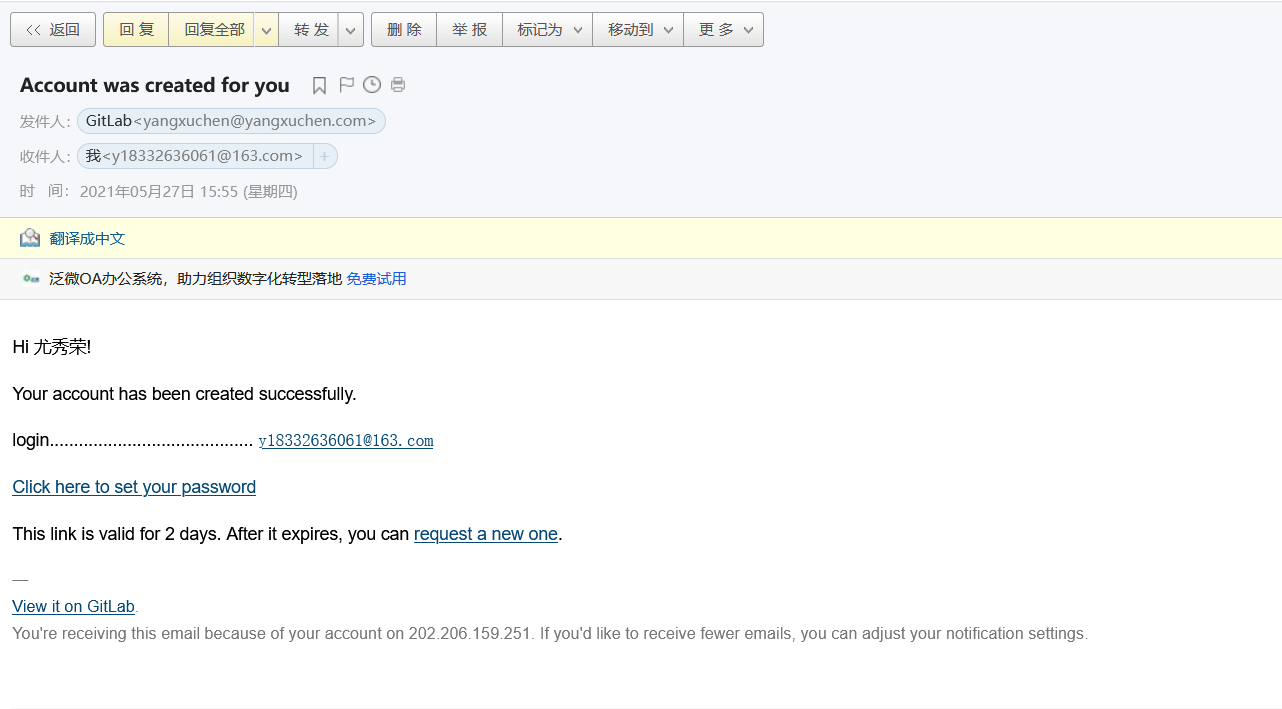 << 返回 回 复 回复全部 转 发 删 除 举 报 标记为 移动到 更 多
Account was created for you
发件人: GitLab<yangxuchen@yangxuchen.com>
收件人: 我<y18332636061@163.com> +
时 间: 2021年05月27日 15:55 (星期四)
翻译成中文
泛微OA办公系统，助力组织数字化转型落地 免费试用
Hi 尤秀荣!
Your account has been created successfully.
login.......................................... y18332636061@163.com
Click here to set your password
This link is valid for 2 days. After it expires, you can request a new one.
—
View it on GitLab.
You're receiving this email because of your account on 202.206.159.251. If you'd like to receive fewer emails, you can adjust your notification settings.